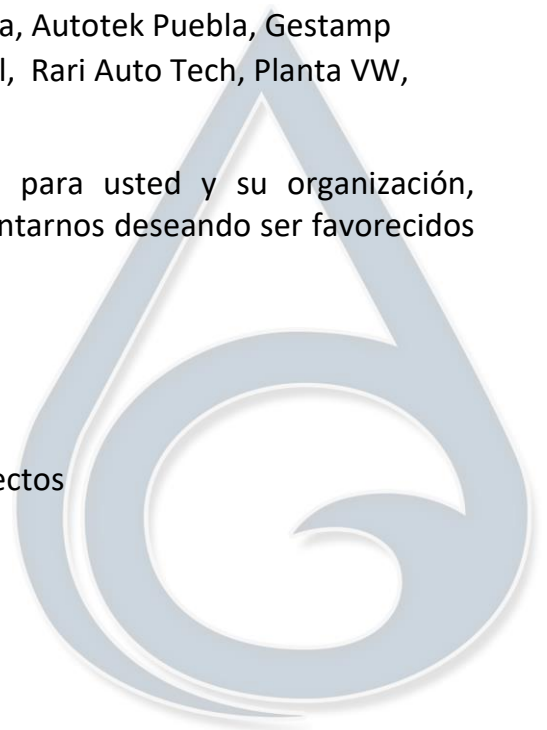 a, Autotek Puebla, Gestamp
l, Rari Auto Tech, Planta VW,
para usted y su organización,
ntarnos deseando ser favorecidos
ectos